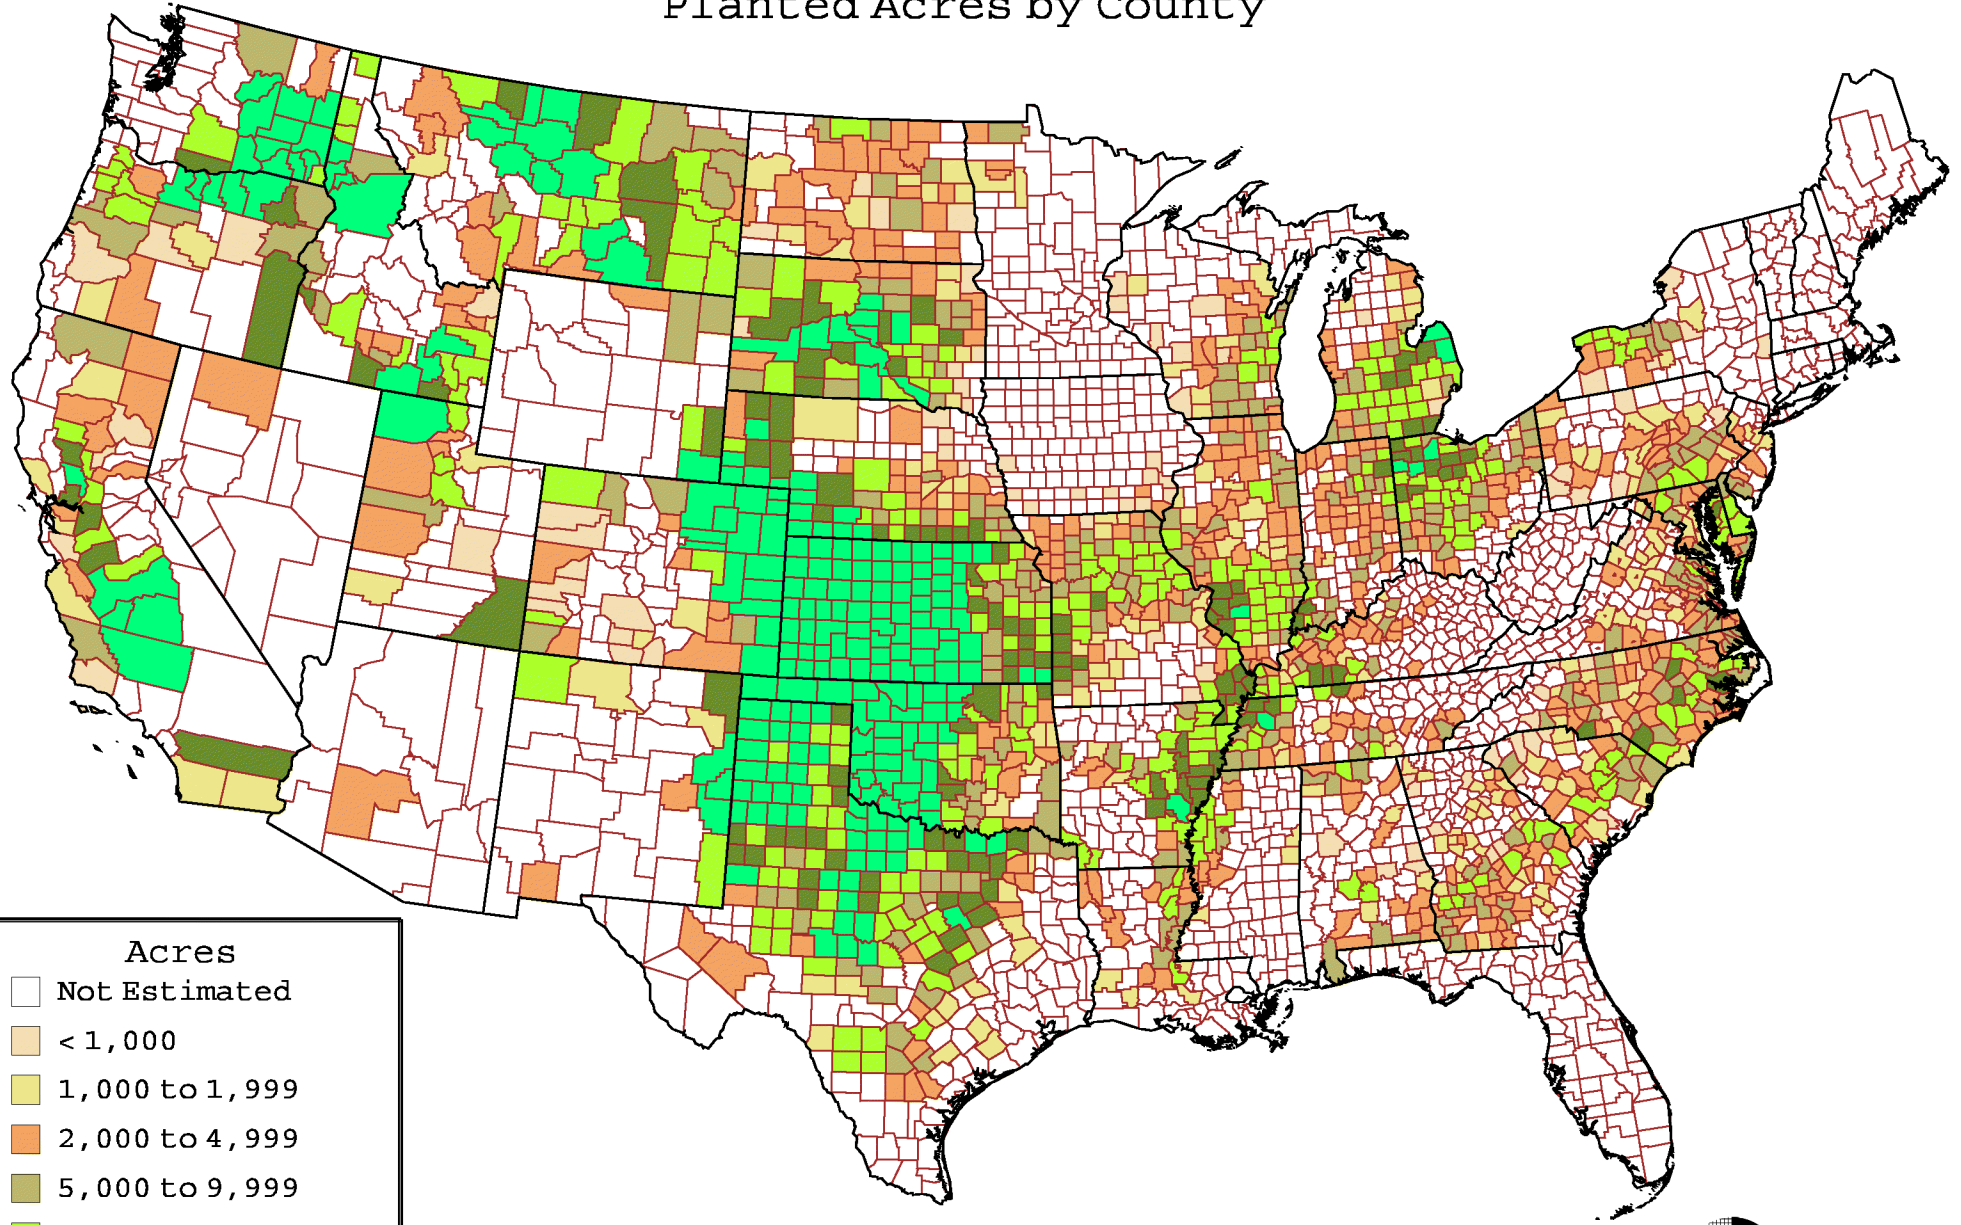 Planted Acres by County
Acres
Not Estimated
< 1,000
1,000 to 1,999
2,000 to 4,999
5,000 to 9,999